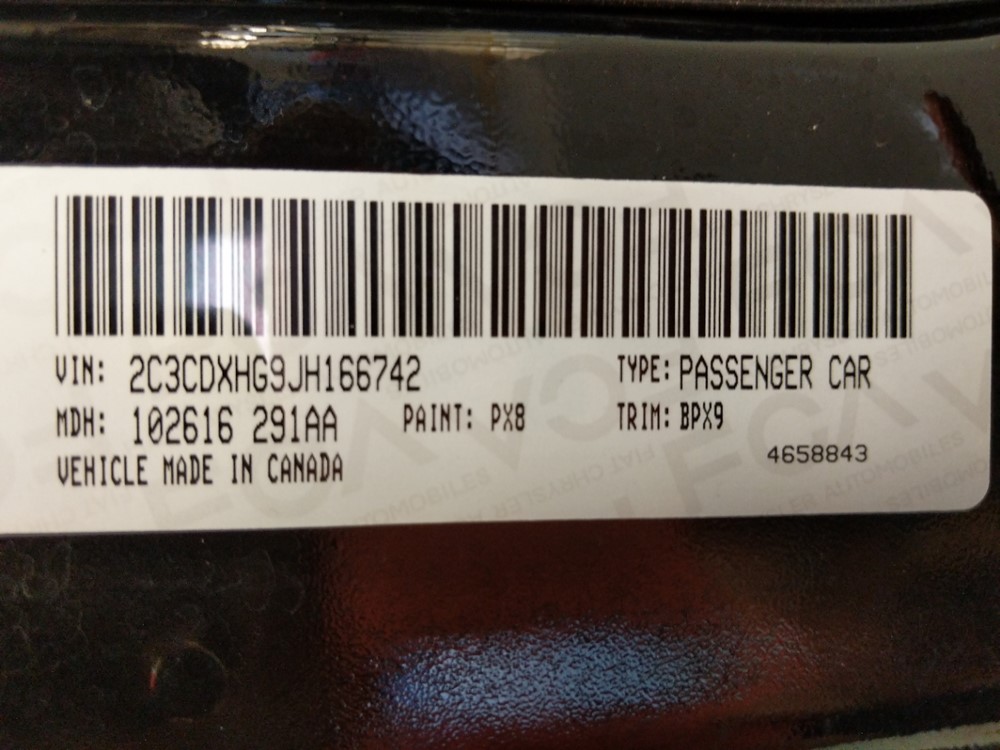 VIN: 2C3CDXHG9JH166742 TYPE: PASSENGER CAR
MDH: 102616 291AA PAINT: PX8 TRIM: BPX9
4658843
VEHICLE MADE IN CANADA